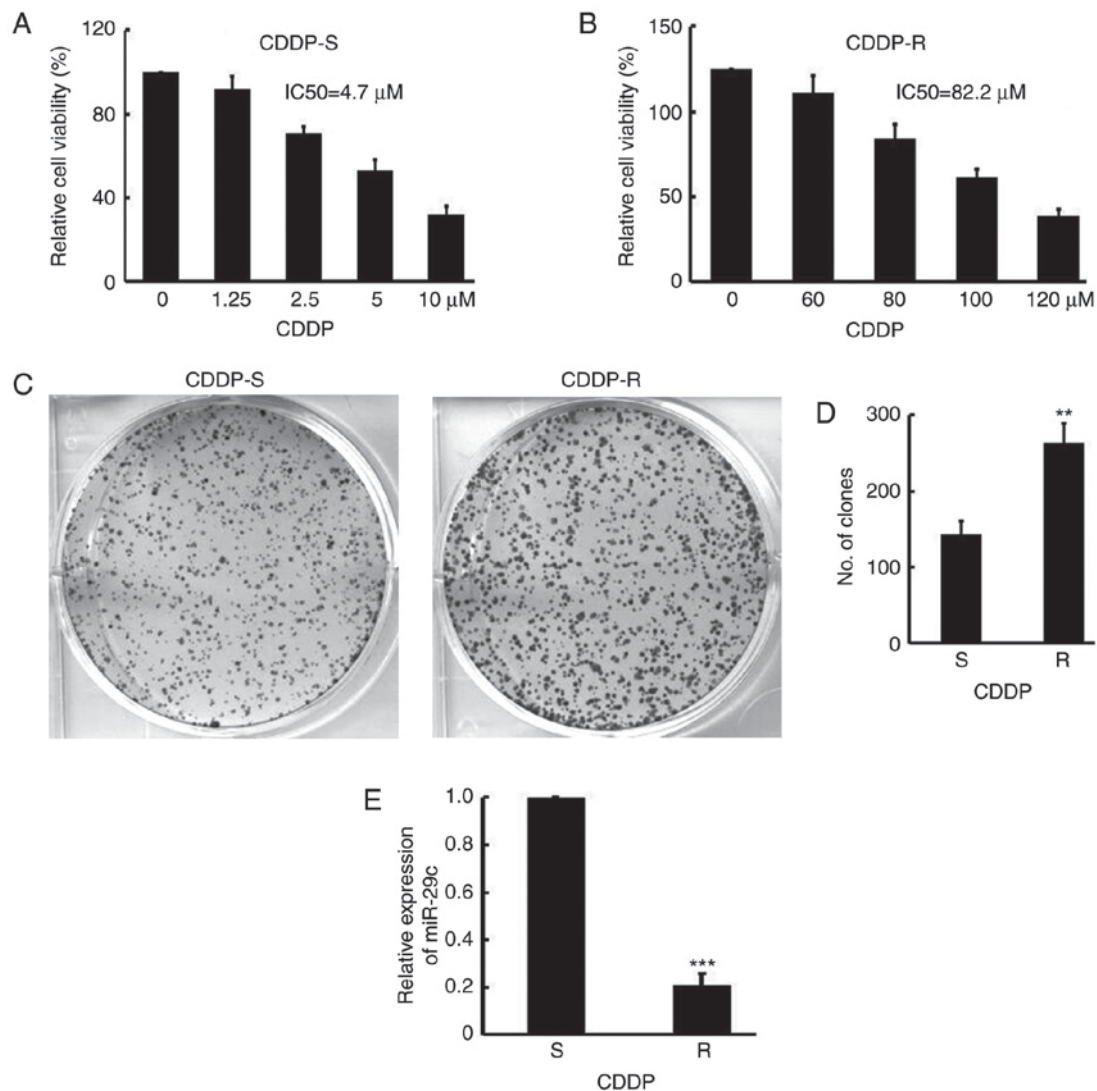 A
120
80
40
0
Relative cell viability (%)
CDDP-S
IC50=4.7 μM
0 1.25 2.5 5 10 μM
CDDP
B
150
100
50
0
Relative cell viability (%)
CDDP-R
IC50=82.2 μM
0 60 80 100 120 μM
CDDP
C
CDDP-S
CDDP-R
D
300
200
100
0
No. of clones
**
S R
CDDP
E
1.0
0.8
0.6
0.4
0.2
0
Relative expression
of miR-29c
***
S R
CDDP